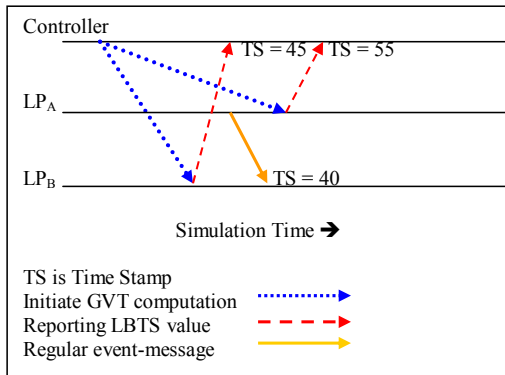 Controller
TS = 45 TS = 55
LPA
LPB
TS = 40
Simulation Time ➔
TS is Time Stamp
Initiate GVT computation
Reporting LBTS value
Regular event-message